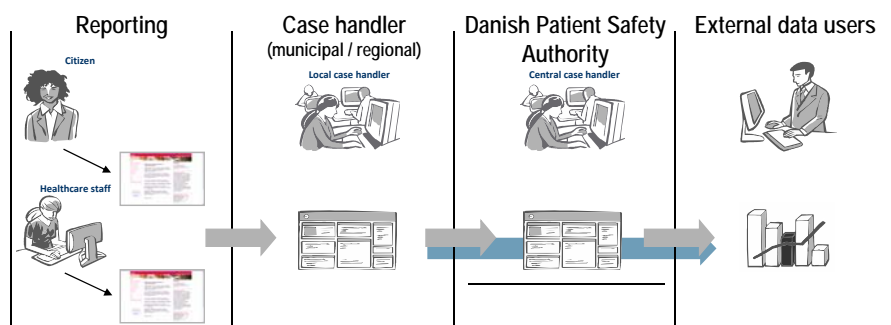 Reporting
Citizen
Healthcare staff
Case handler
(municipal / regional)
Local case handler
Danish Patient Safety
Authority
Central case handler
External data users